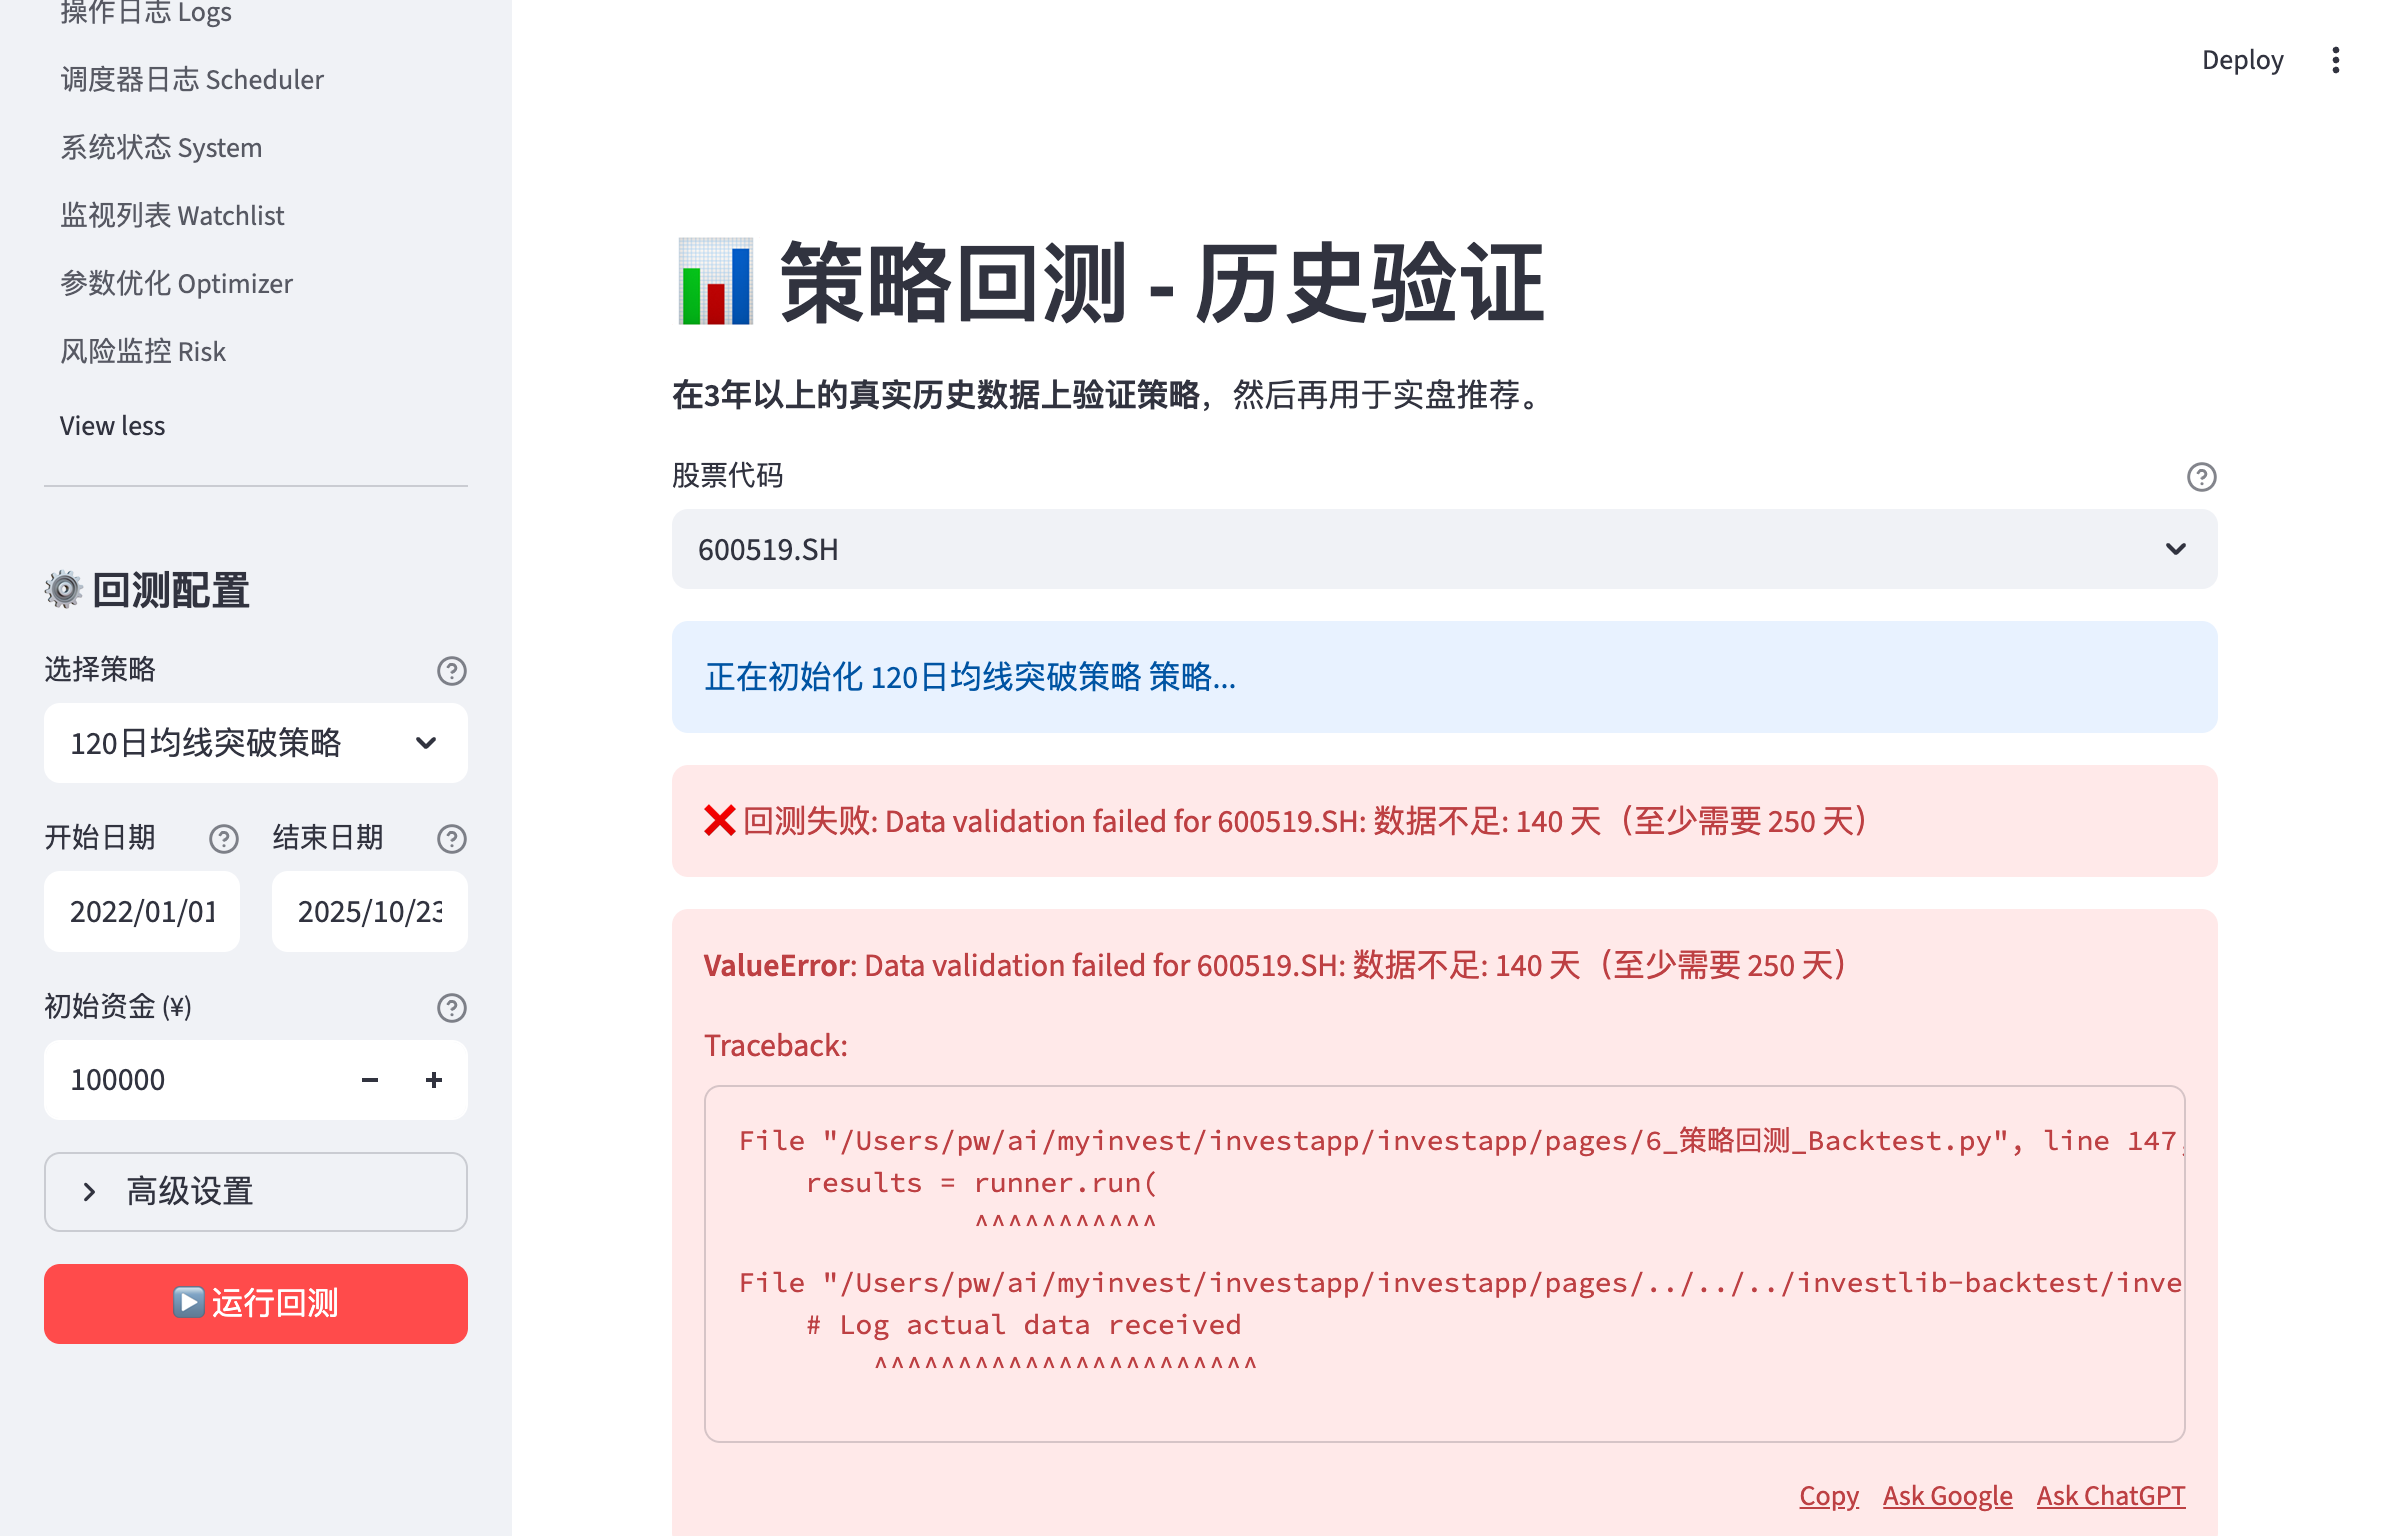 操作日志 Logs
调度器日志 Scheduler
系统状态 System
监视列表 Watchlist
参数优化 Optimizer
风险监控 Risk
View less
回测配置
选择策略
120日均线突破策略
开始日期
结束日期
2022/01/01
2025/10/23
初始资金 (¥)
100000
高级设置
运行回测
Deploy
策略回测 - 历史验证
在3年以上的真实历史数据上验证策略，然后再用于实盘推荐。
股票代码
600519.SH
正在初始化 120日均线突破策略 策略...
❌ 回测失败: Data validation failed for 600519.SH: 数据不足: 140 天（至少需要 250 天）
ValueError: Data validation failed for 600519.SH: 数据不足: 140 天（至少需要 250 天）
Traceback:
File "/Users/pw/ai/myinvest/investapp/investapp/pages/6_策略回测_Backtest.py", line 147,
results = runner.run(
^^^^^^^^^^^
File "/Users/pw/ai/myinvest/investapp/investapp/pages/../../../investlib-backtest/inve
# Log actual data received
^^^^^^^^^^^^^^^^^^^^^^^
Copy Ask Google Ask ChatGPT